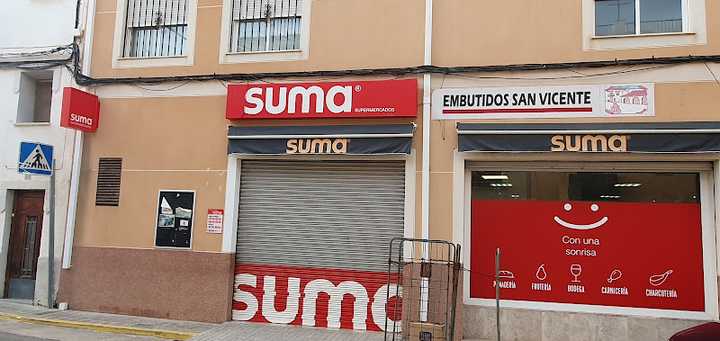 suma®
SUPERMERCADOS
EMBUTIDOS SAN VICENTE
suma
suma
suma
Con una
sonrisa
PANADERÍA
FRUTERÍA
BODEGA
CARNICERÍA
CHARCUTERÍA
suma